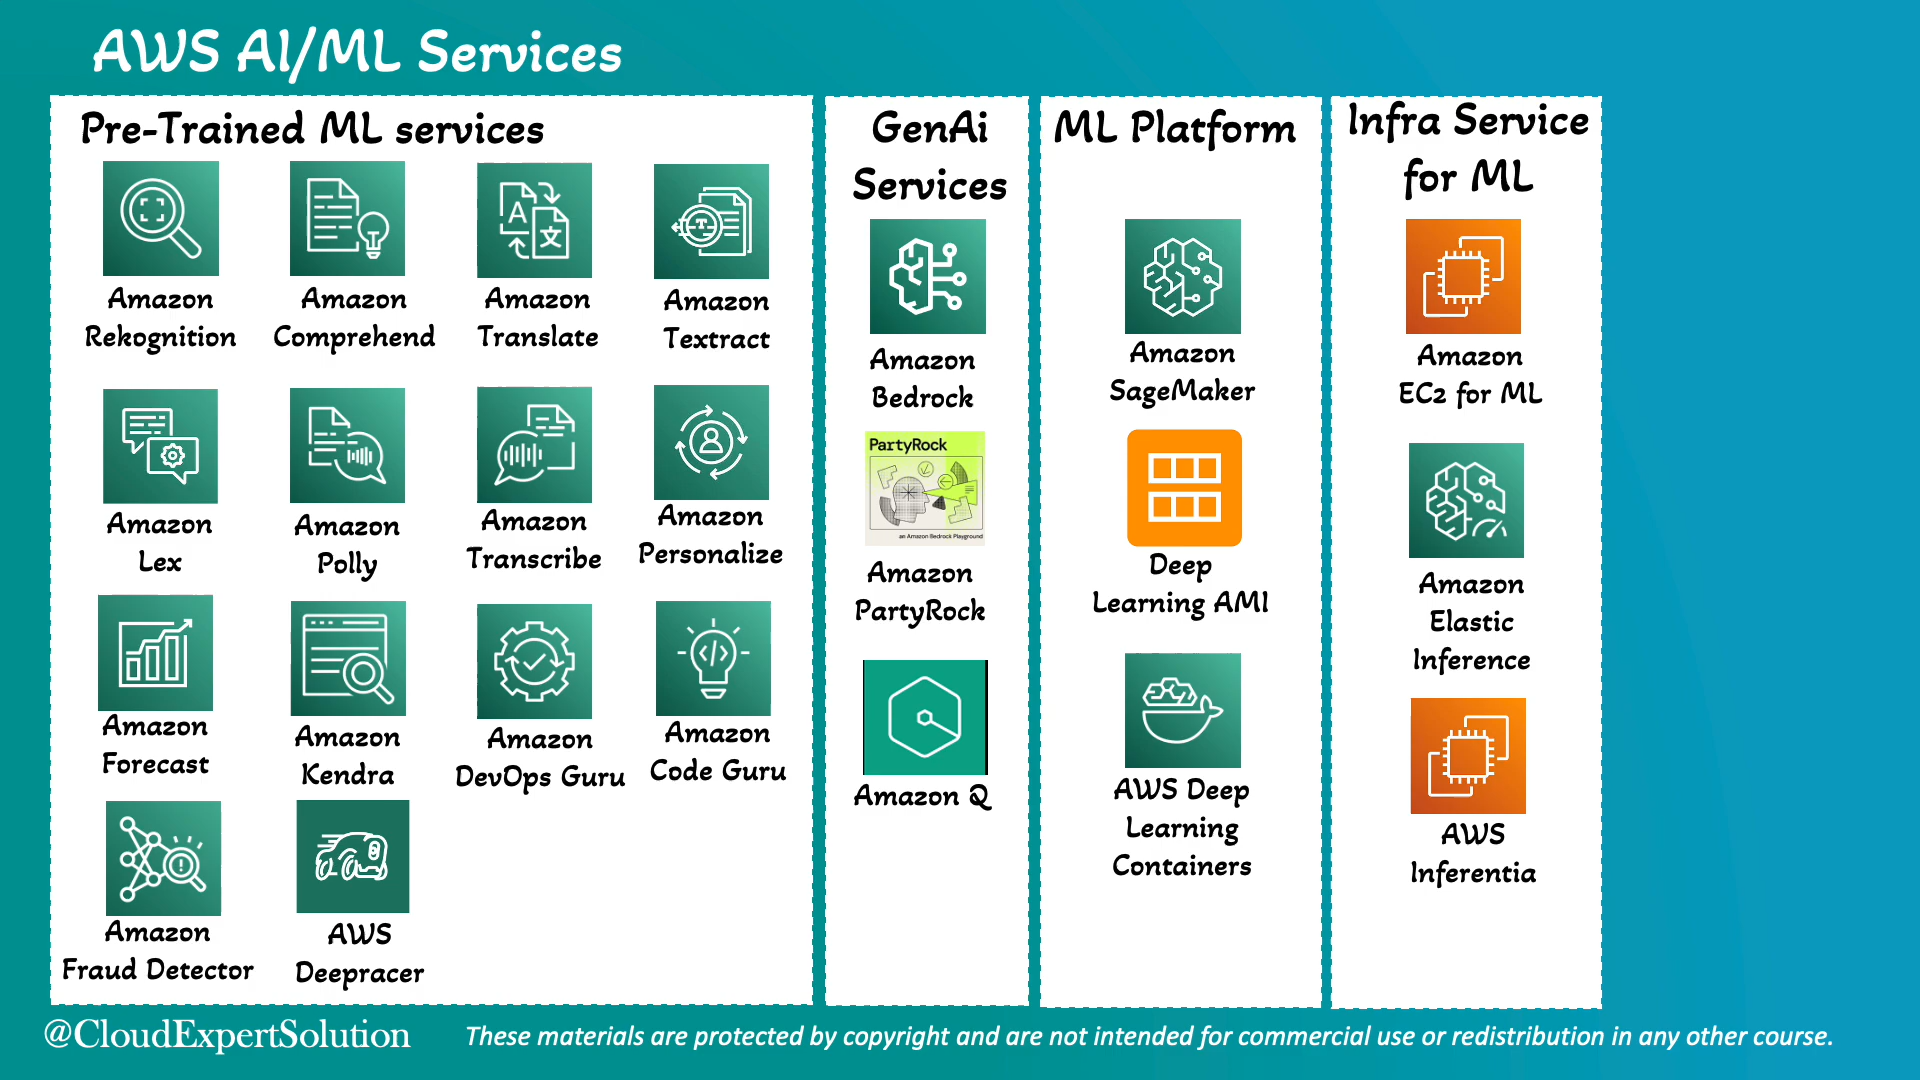 AWS AI/ML Services
Pre-Trained ML services
Amazon
Rekognition
Amazon
Comprehend
Amazon
Translate
Amazon
Textract
Amazon
Lex
Amazon
Polly
Amazon
Transcribe
Amazon
Personalize
Amazon
Forecast
Amazon
Kendra
Amazon
DevOps Guru
Amazon
Code Guru
Amazon
Fraud Detector
AWS
Deepracer
GenAi
Services
Amazon
Bedrock
PartyRock
an Amazon Bedrock Playground
Amazon
PartyRock
Amazon Q
ML Platform
Amazon
SageMaker
Deep
Learning AMI
AWS Deep
Learning
Containers
Infra Service
for ML
Amazon
EC2 for ML
Amazon
Elastic
Inference
AWS
Inferentia
@CloudExpertSolution
These materials are protected by copyright and are not intended for commercial use or redistribution in any other course.